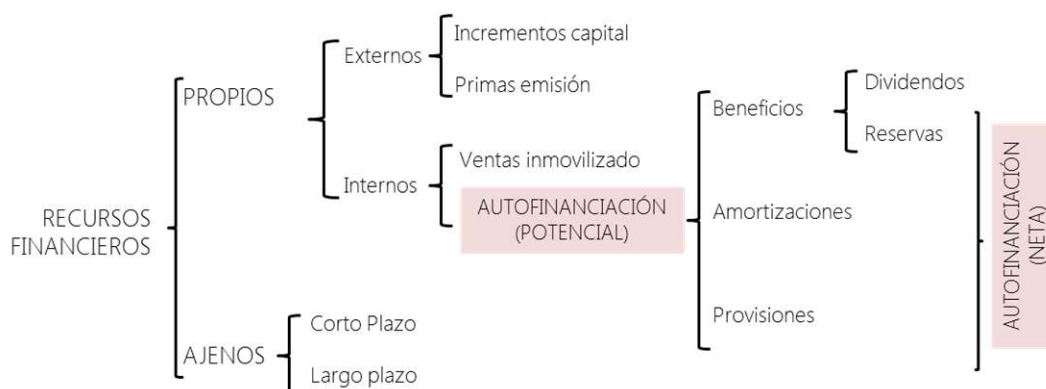 RECURSOS
FINANCIEROS
PROPIOS
Externos
Incrementos capital
Primas emisión
Internos
Ventas inmovilizado
AUTOFINANCIACIÓN
(POTENCIAL)
Beneficios
Dividendos
Reservas
Amortizaciones
Provisiones
AUTOFINANCIACIÓN
(NETA)
AJENOS
Corto Plazo
Largo plazo